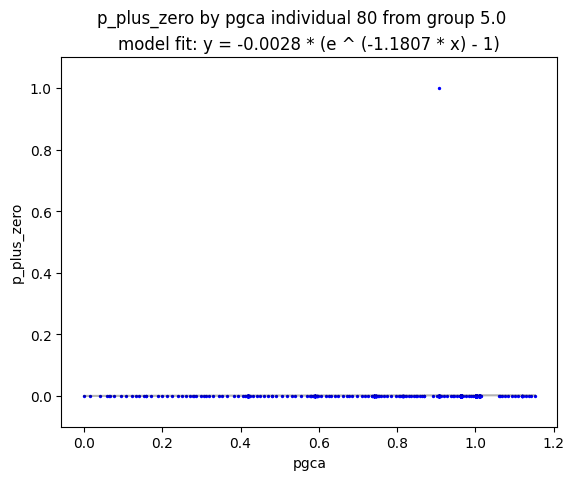 p_plus_zero by pgca individual 80 from group 5.0
model fit: y = -0.0028 * (e ^ (-1.1807 * x) - 1)
1.0
0.8
0.6
0.4
0.2
0.0
p_plus_zero
0.0 0.2 0.4 0.6 0.8 1.0 1.2
pgca